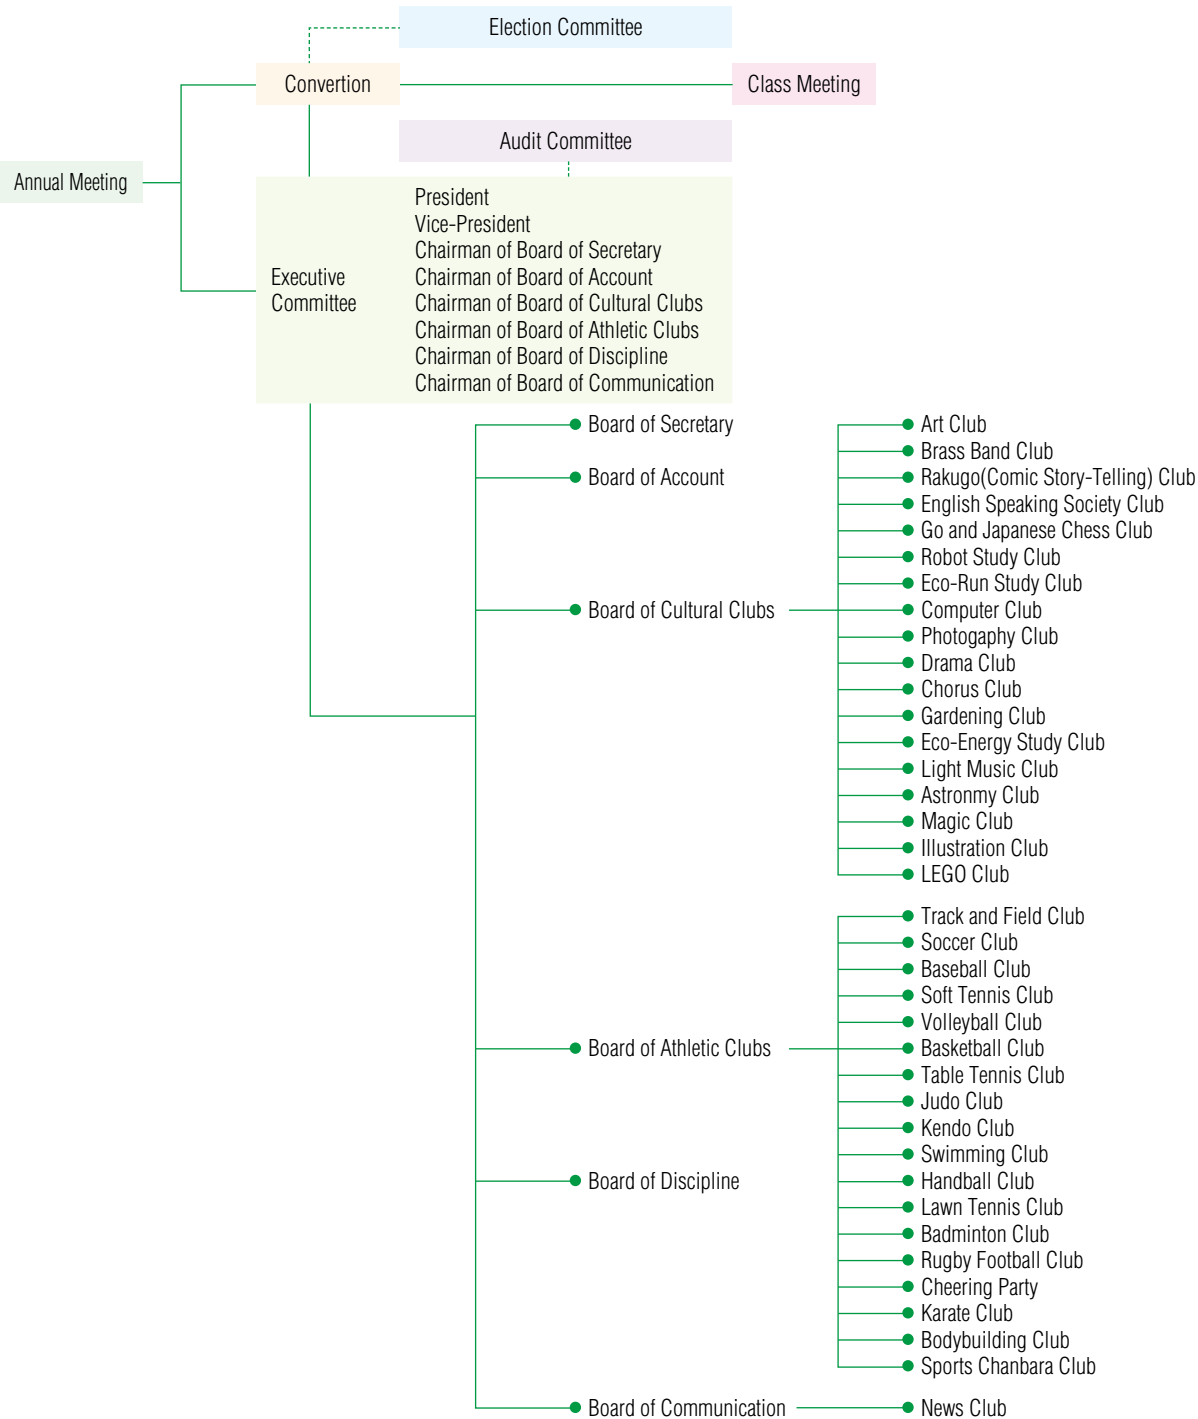 Election Committee
Convertion
Class Meeting
Audit Committee
Annual Meeting
Executive
Committee
President
Vice-President
Chairman of Board of Secretary
Chairman of Board of Account
Chairman of Board of Cultural Clubs
Chairman of Board of Athletic Clubs
Chairman of Board of Discipline
Chairman of Board of Communication
Board of Secretary
Board of Account
Board of Cultural Clubs
Art Club
Brass Band Club
Rakugo(Comic Story-Telling) Club
English Speaking Society Club
Go and Japanese Chess Club
Robot Study Club
Eco-Run Study Club
Computer Club
Photogaphy Club
Drama Club
Chorus Club
Gardening Club
Eco-Energy Study Club
Light Music Club
Astronmy Club
Magic Club
Illustration Club
LEGO Club
Board of Athletic Clubs
Track and Field Club
Soccer Club
Baseball Club
Soft Tennis Club
Volleyball Club
Basketball Club
Table Tennis Club
Judo Club
Kendo Club
Swimming Club
Handball Club
Lawn Tennis Club
Badminton Club
Rugby Football Club
Cheering Party
Karate Club
Bodybuilding Club
Sports Chanbara Club
Board of Discipline
Board of Communication
News Club